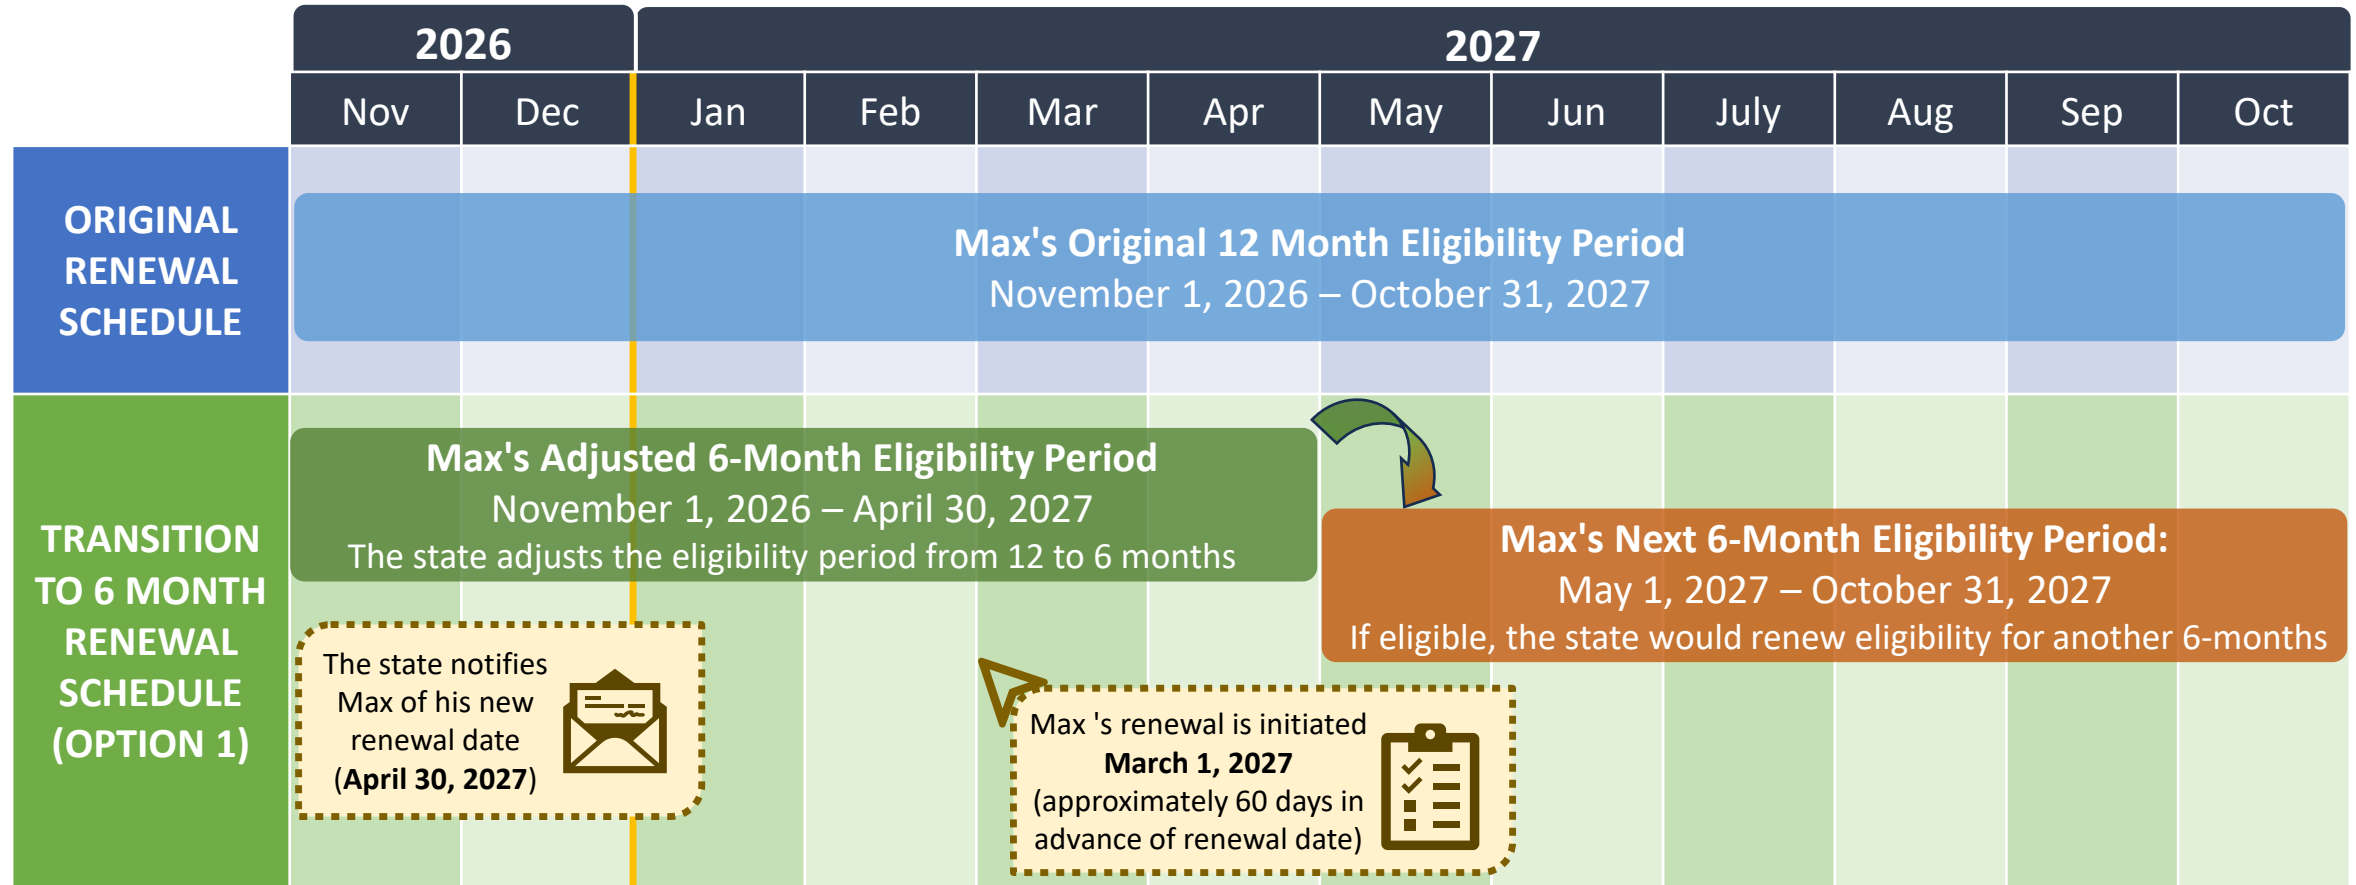 2026
2027
Nov
Dec
Jan
Feb
Mar
Apr
May
Jun
July
Aug
Sep
Oct
ORIGINAL
RENEWAL
SCHEDULE
Max's Original 12 Month Eligibility Period
November 1, 2026 – October 31, 2027
TRANSITION
TO 6 MONTH
RENEWAL
SCHEDULE
(OPTION 1)
Max's Adjusted 6-Month Eligibility Period
November 1, 2026 – April 30, 2027
The state adjusts the eligibility period from 12 to 6 months
Max's Next 6-Month Eligibility Period:
May 1, 2027 – October 31, 2027
If eligible, the state would renew eligibility for another 6-months
The state notifies
Max of his new
renewal date
(April 30, 2027)
Max 's renewal is initiated
March 1, 2027
(approximately 60 days in
advance of renewal date)